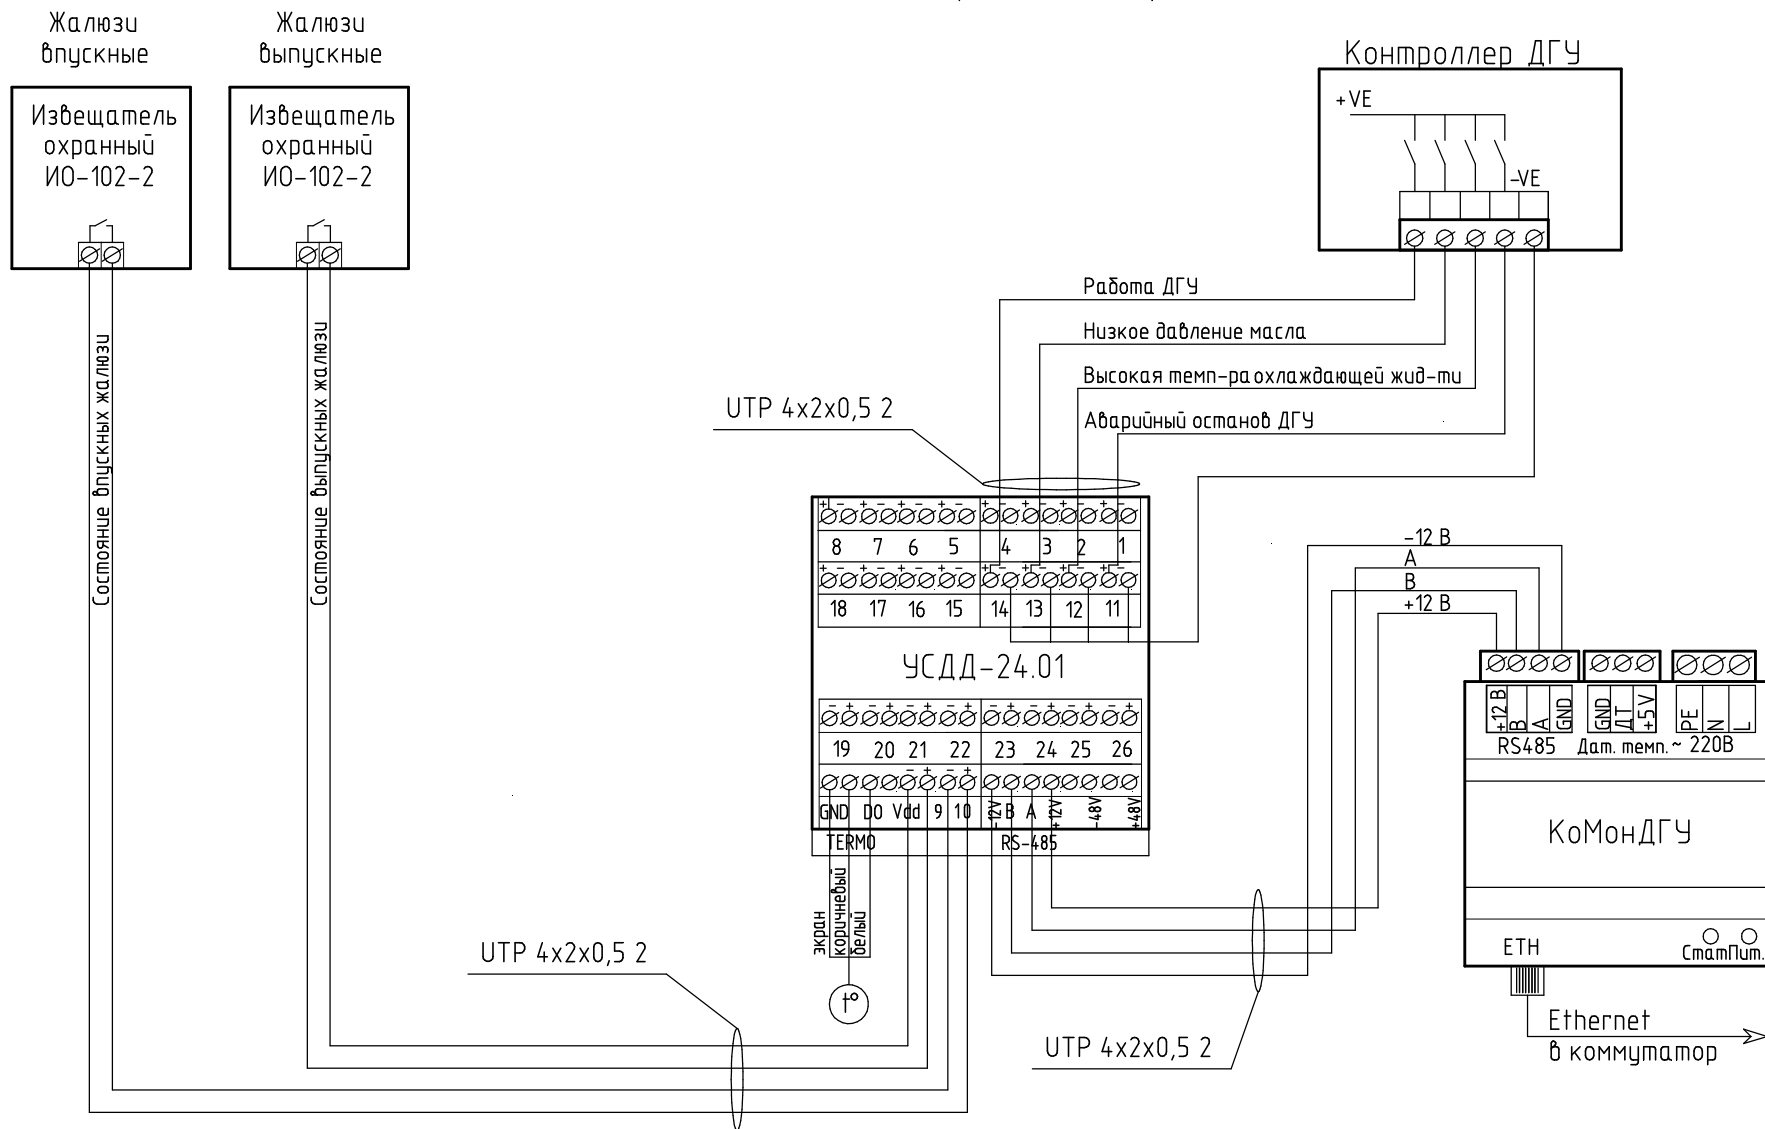 Жалюзи
впускные
Жалюзи
выпускные
Извещатель
охранный
ИО-102-2
Извещатель
охранный
ИО-102-2
Состояние впускных жалюзи
Состояние выпускных жалюзи
Контроллер ДГУ
+VE
-VE
Работа ДГУ
Низкое давление масла
Высокая темп-ра охлаждающей жид-ти
Аварийный останов ДГУ
UTP 4x2x0,5 2
+ - + - + - + - + - + - + - + -
8 7 6 5 4 3 2 1
+ - + - + - + - + - + - + - + -
18 17 16 15 14 13 12 11
УСДД-24.01
- + - + - + - + - + - + - + - +
19 20 21 22 23 24 25 26
- + - +
GND D0 Vdd 9 10 -12V B A +12V -48V +48V
TERMO RS-485
экран
коричневый
белый
t°
UTP 4x2x0,5 2
UTP 4x2x0,5 2
-12 В
A
B
+12 В
+12 В
B
A
GND
GND
ДТ
+5 V
PE
N
L
RS485 Дат. темп. ~ 220В
КоМонДГУ
ETH
Стат Пит.
Ethernet
в коммутатор